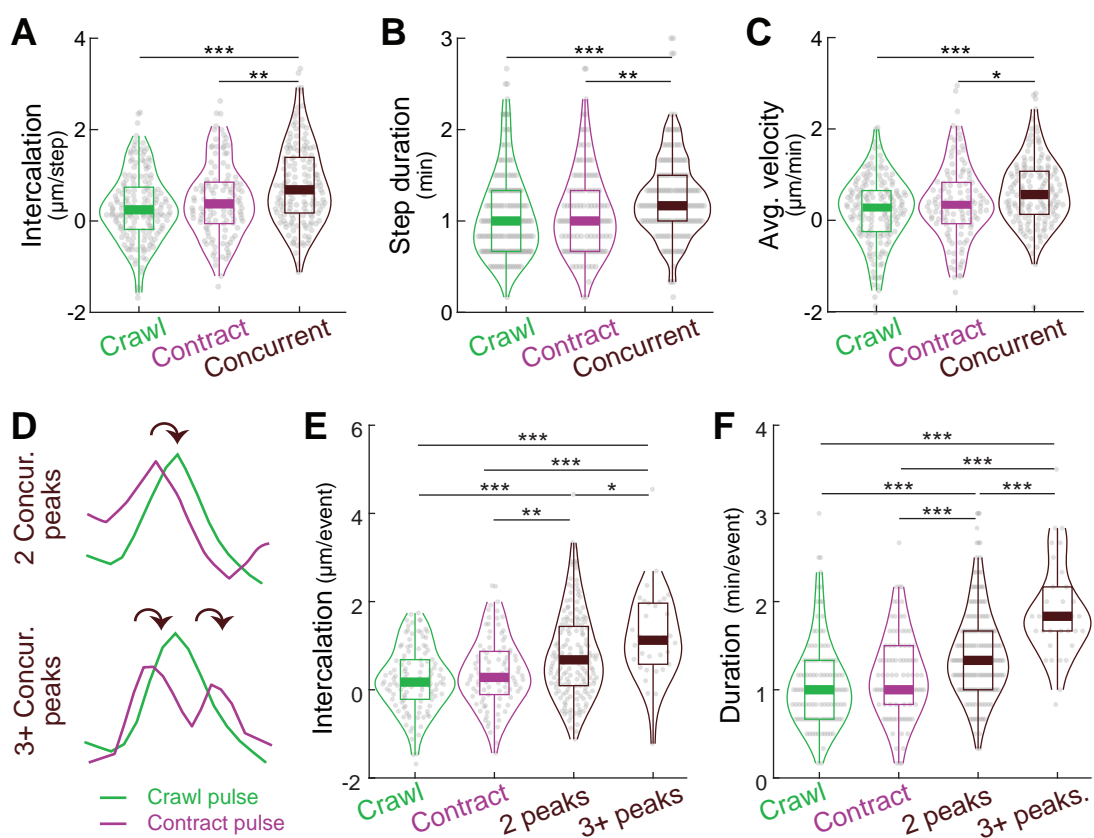 A
Intercalation
(µm/step)
4
2
0
-2
***
**
Crawl
Contract
Concurrent
B
Step duration
(min)
3
2
1
0
***
**
Crawl
Contract
Concurrent
C
Avg. velocity
(µm/min)
4
2
0
-2
***
*
Crawl
Contract
Concurrent
D
2 Concur.
peaks
3+ Concur.
peaks
Crawl pulse
Contract pulse
E
Intercalation (µm/event)
6
4
2
0
-2
***
***
***
*
**
Crawl
Contract
2 peaks
3+ peaks
F
Duration (min/event)
4
3
2
1
0
***
***
***
***
***
Crawl
Contract
2 peaks
3+ peaks.